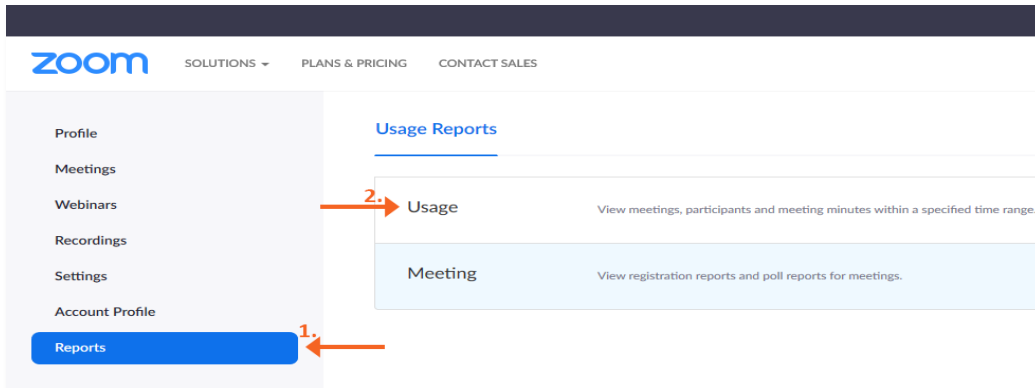 zoom SOLUTIONS PLANS & PRICING CONTACT SALES
Profile
Meetings
Webinars
Recordings
Settings
Account Profile
Reports
1.
Usage Reports
2.
Usage View meetings, participants and meeting minutes within a specified time range
Meeting View registration reports and poll reports for meetings.